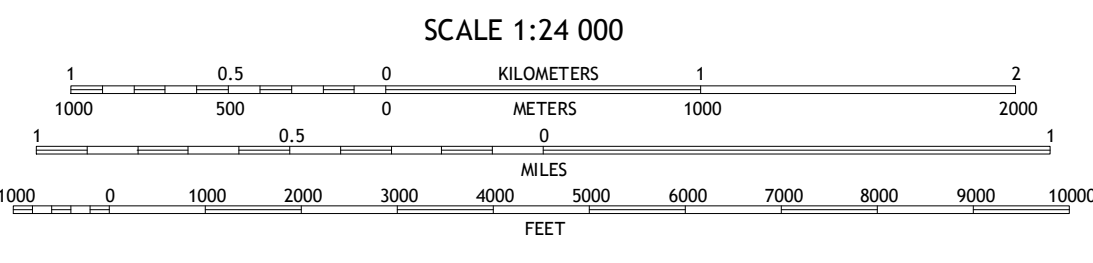 SCALE 1:24 000
1 0.5 0 KILOMETERS 1 2
1000 500 0 METERS 1000 2000
1 0.5 0 1
MILES
1000 0 1000 2000 3000 4000 5000 6000 7000 8000 9000 10000
FEET